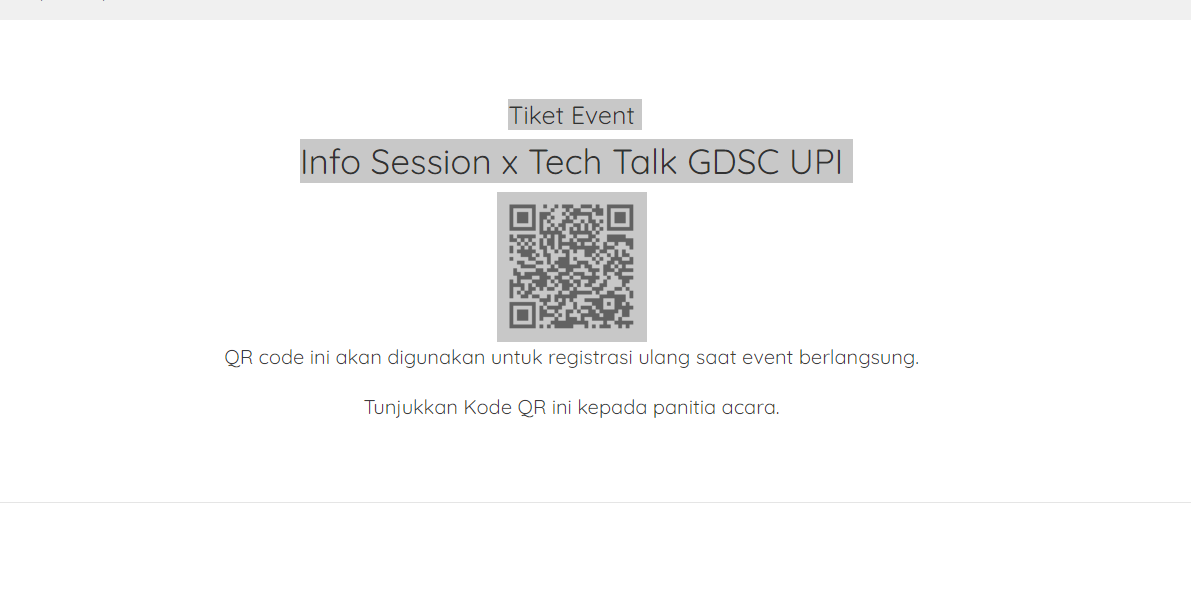 Tiket Event
Info Session x Tech Talk GDSC UPI
QR code ini akan digunakan untuk registrasi ulang saat event berlangsung.
Tunjukkan Kode QR ini kepada panitia acara.